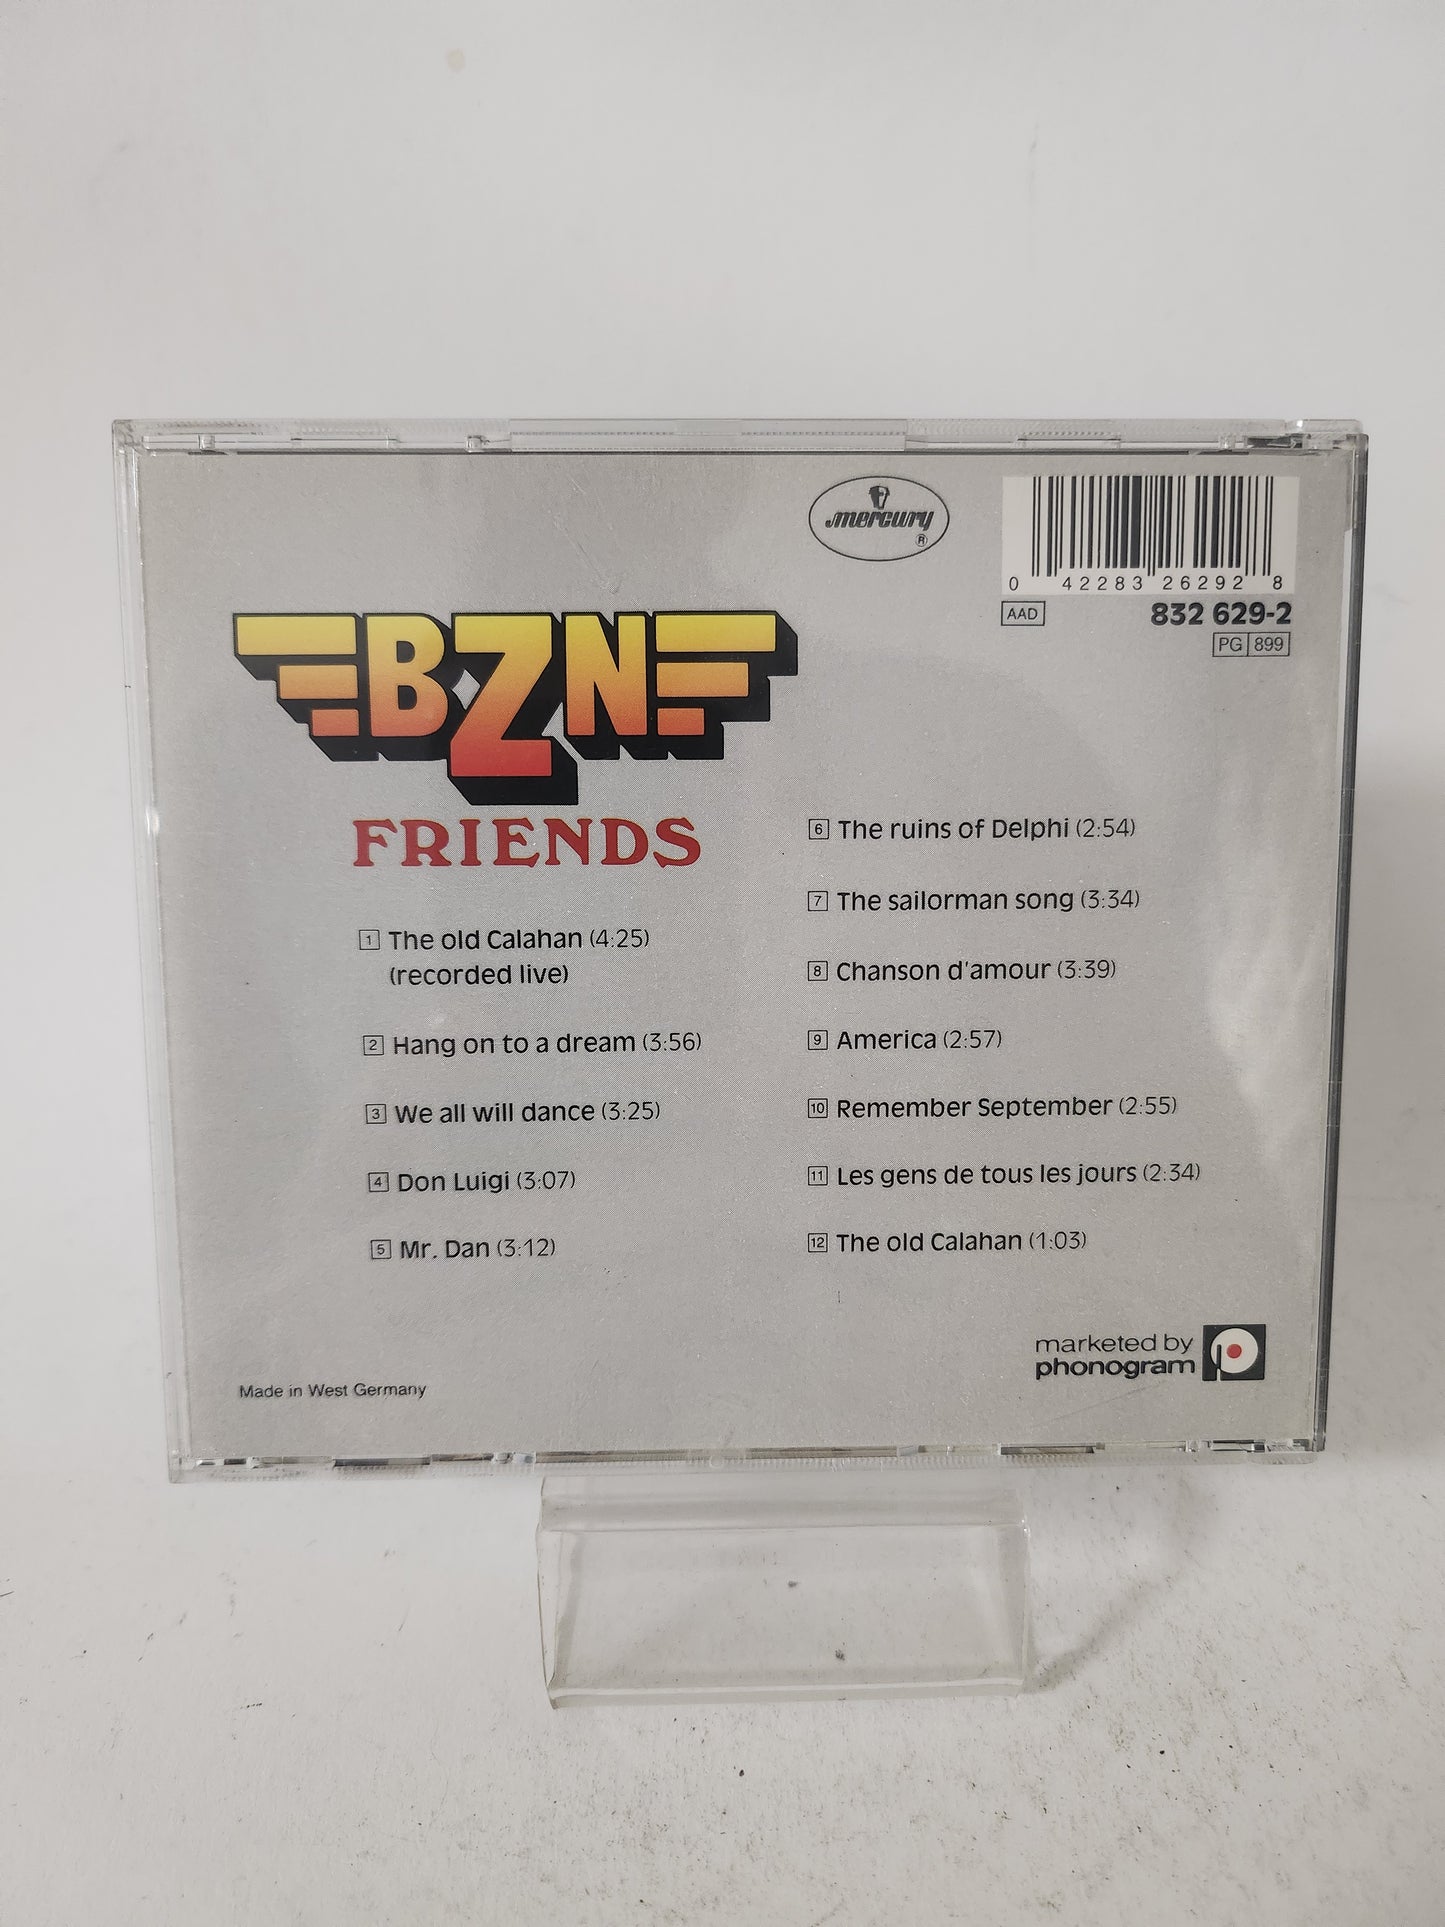 mercury
®
0 42283 26292 8
AAD
832 629-2
PG 899
BZN
FRIENDS
1 The old Calahan (4:25)
(recorded live)
2 Hang on to a dream (3:56)
3 We all will dance (3:25)
4 Don Luigi (3:07)
5 Mr. Dan (3:12)
6 The ruins of Delphi (2:54)
7 The sailorman song (3:34)
8 Chanson d'amour (3:39)
9 America (2:57)
10 Remember September (2:55)
11 Les gens de tous les jours (2:34)
12 The old Calahan (1:03)
marketed by
phonogram
Made in West Germany